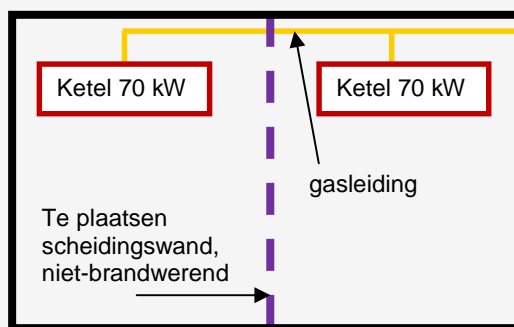 Ketel 70 kW
Ketel 70 kW
gasleiding
Te plaatsen
scheidingswand,
niet-brandwerend